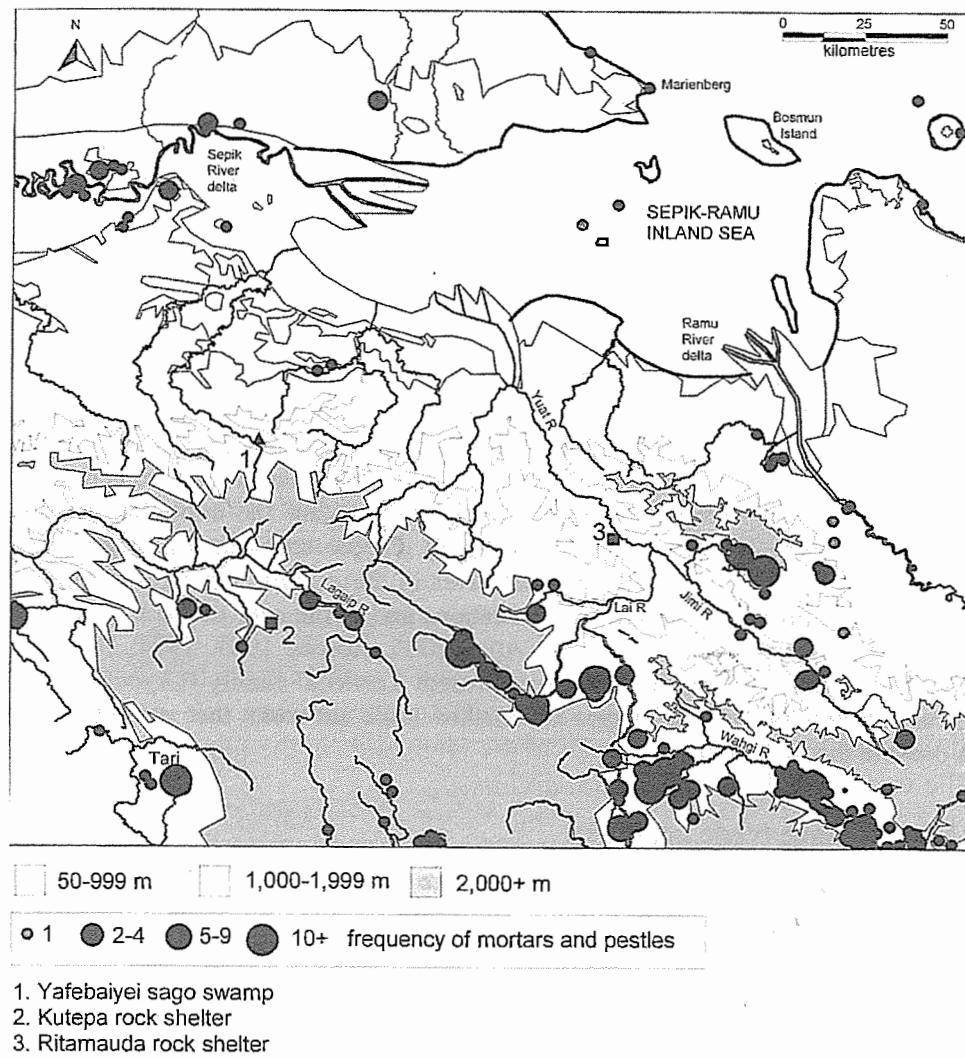 N
0 25 50
kilometres
Marienberg
Bosmun
Island
Sepik
River
delta
SEPIK-RAMU
INLAND SEA
Ramu
River
delta
Yuat R
1
3
Lagaip R
2
Lai R
Jimi R
Tari
Wahgi R
50-999 m 1,000-1,999 m 2,000+ m
1 2-4 5-9 10+ frequency of mortars and pestles
1. Yafebaiyei sago swamp
2. Kutepa rock shelter
3. Ritamauda rock shelter